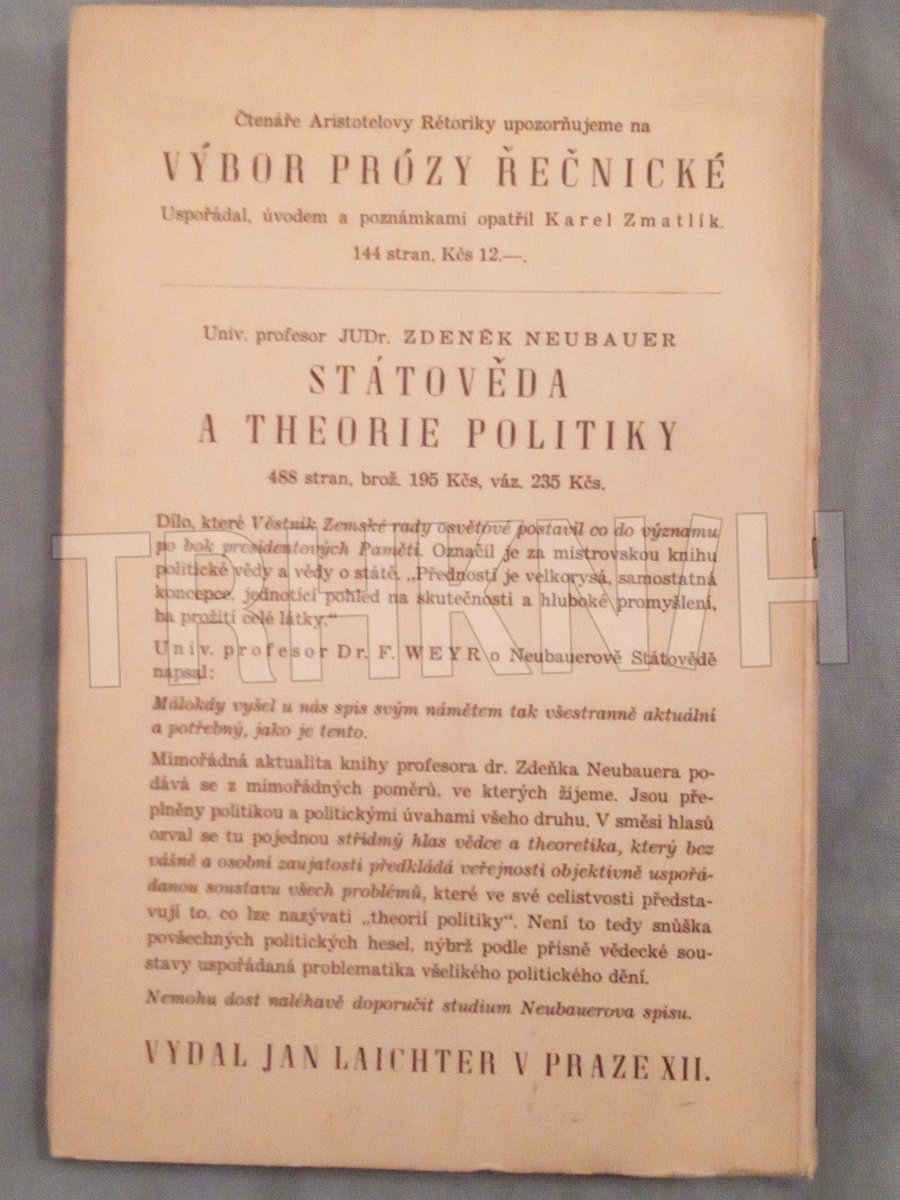 Čtenáře Aristotelovy Rétoriky upozorňujeme na
VÝBOR PRÓZY ŘEČNICKÉ
Uspořádal, úvodem a poznámkami opatřil Karel Zmatlík.
144 stran, Kčs 12.—.
Univ. profesor JUDr. ZDENĚK NEUBAUER
STÁTOVĚDA
A THEORIE POLITIKY
488 stran, brož. 195 Kčs, váz. 235 Kčs.
Dílo, které Věstník Zemské rady osvětové postavil co do významu
po bok presidentových Pamětí. Označil je za mistrovskou knihu
politické vědy a vědy o státě. „Předností je velkorysá, samostatná
koncepce, jednotící pohled na skutečnosti a hluboké promyšlení,
ba prožití celé látky."
Univ. profesor Dr. F. WEYR o Neubauerově Státovědě
napsal:
Málokdy vyšel u nás spis svým námětem tak všestranně aktuální
a potřebný, jako je tento.
Mimořádná aktualita knihy profesora dr. Zdeňka Neubauera po-
dává se z mimořádných poměrů, ve kterých žijeme. Jsou pře-
plněny politikou a politickými úvahami všeho druhu. V směsi hlasů
ozval se tu pojednou střídmý hlas vědce a theoretika, který bez
vášně a osobní zaujatosti předkládá veřejnosti objektivně uspořá-
danou soustavu všech problémů, které ve své celistvosti předsta-
vují to, co lze nazývati „theorií politiky". Není to tedy snůška
povšechných politických hesel, nýbrž podle přísně vědecké sou-
stavy uspořádaná problematika všelikého politického dění.
Nemohu dost naléhavě doporučit studium Neubauerova spisu.
VYDAL JAN LAICHTER V PRAZE XII.
TRHKNIH